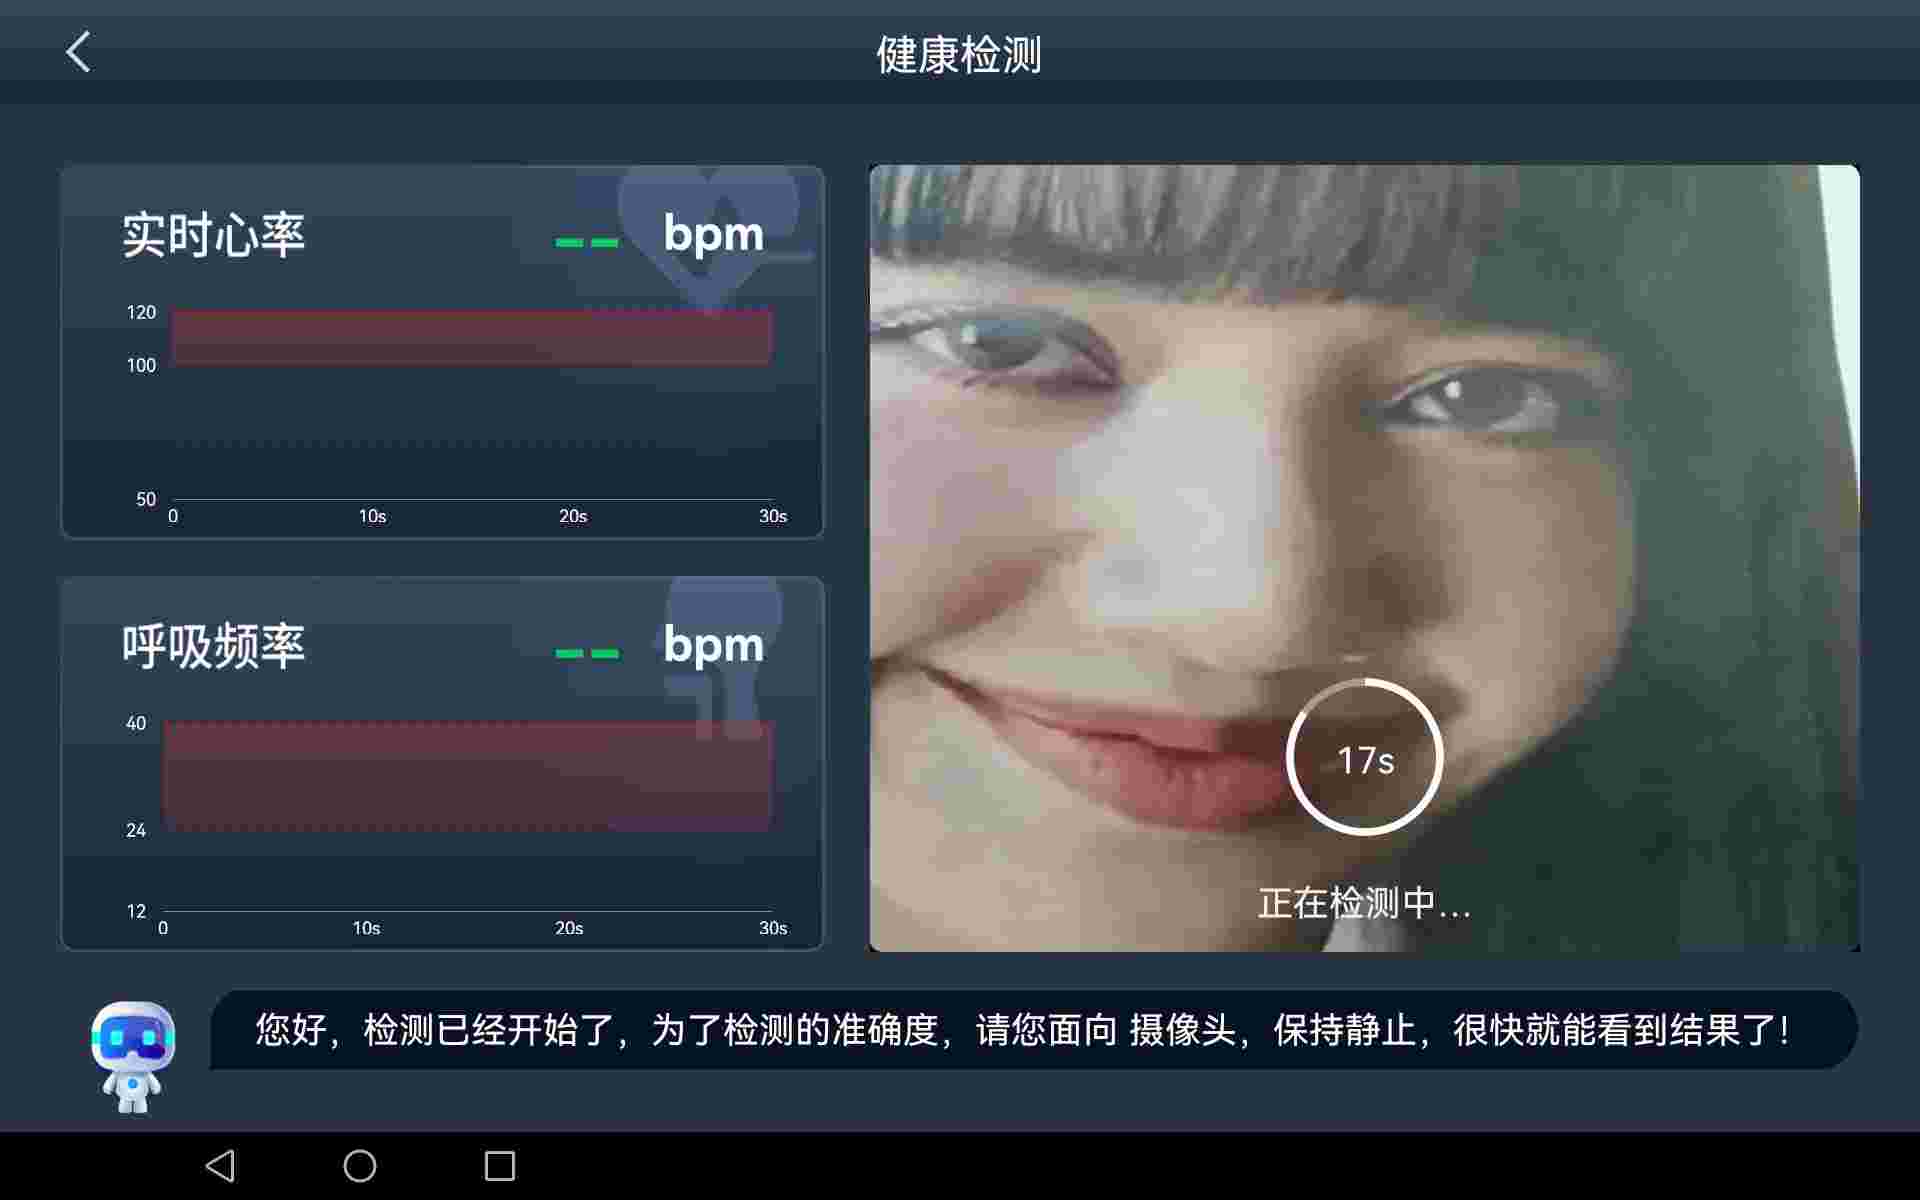 健康检测
实时心率 -- bpm
120
100
50
0 10s 20s 30s
呼吸频率 -- bpm
40
24
12
0 10s 20s 30s
17s
正在检测中...
您好，检测已经开始了，为了检测的准确度，请您面向 摄像头，保持静止，很快就能看到结果了！